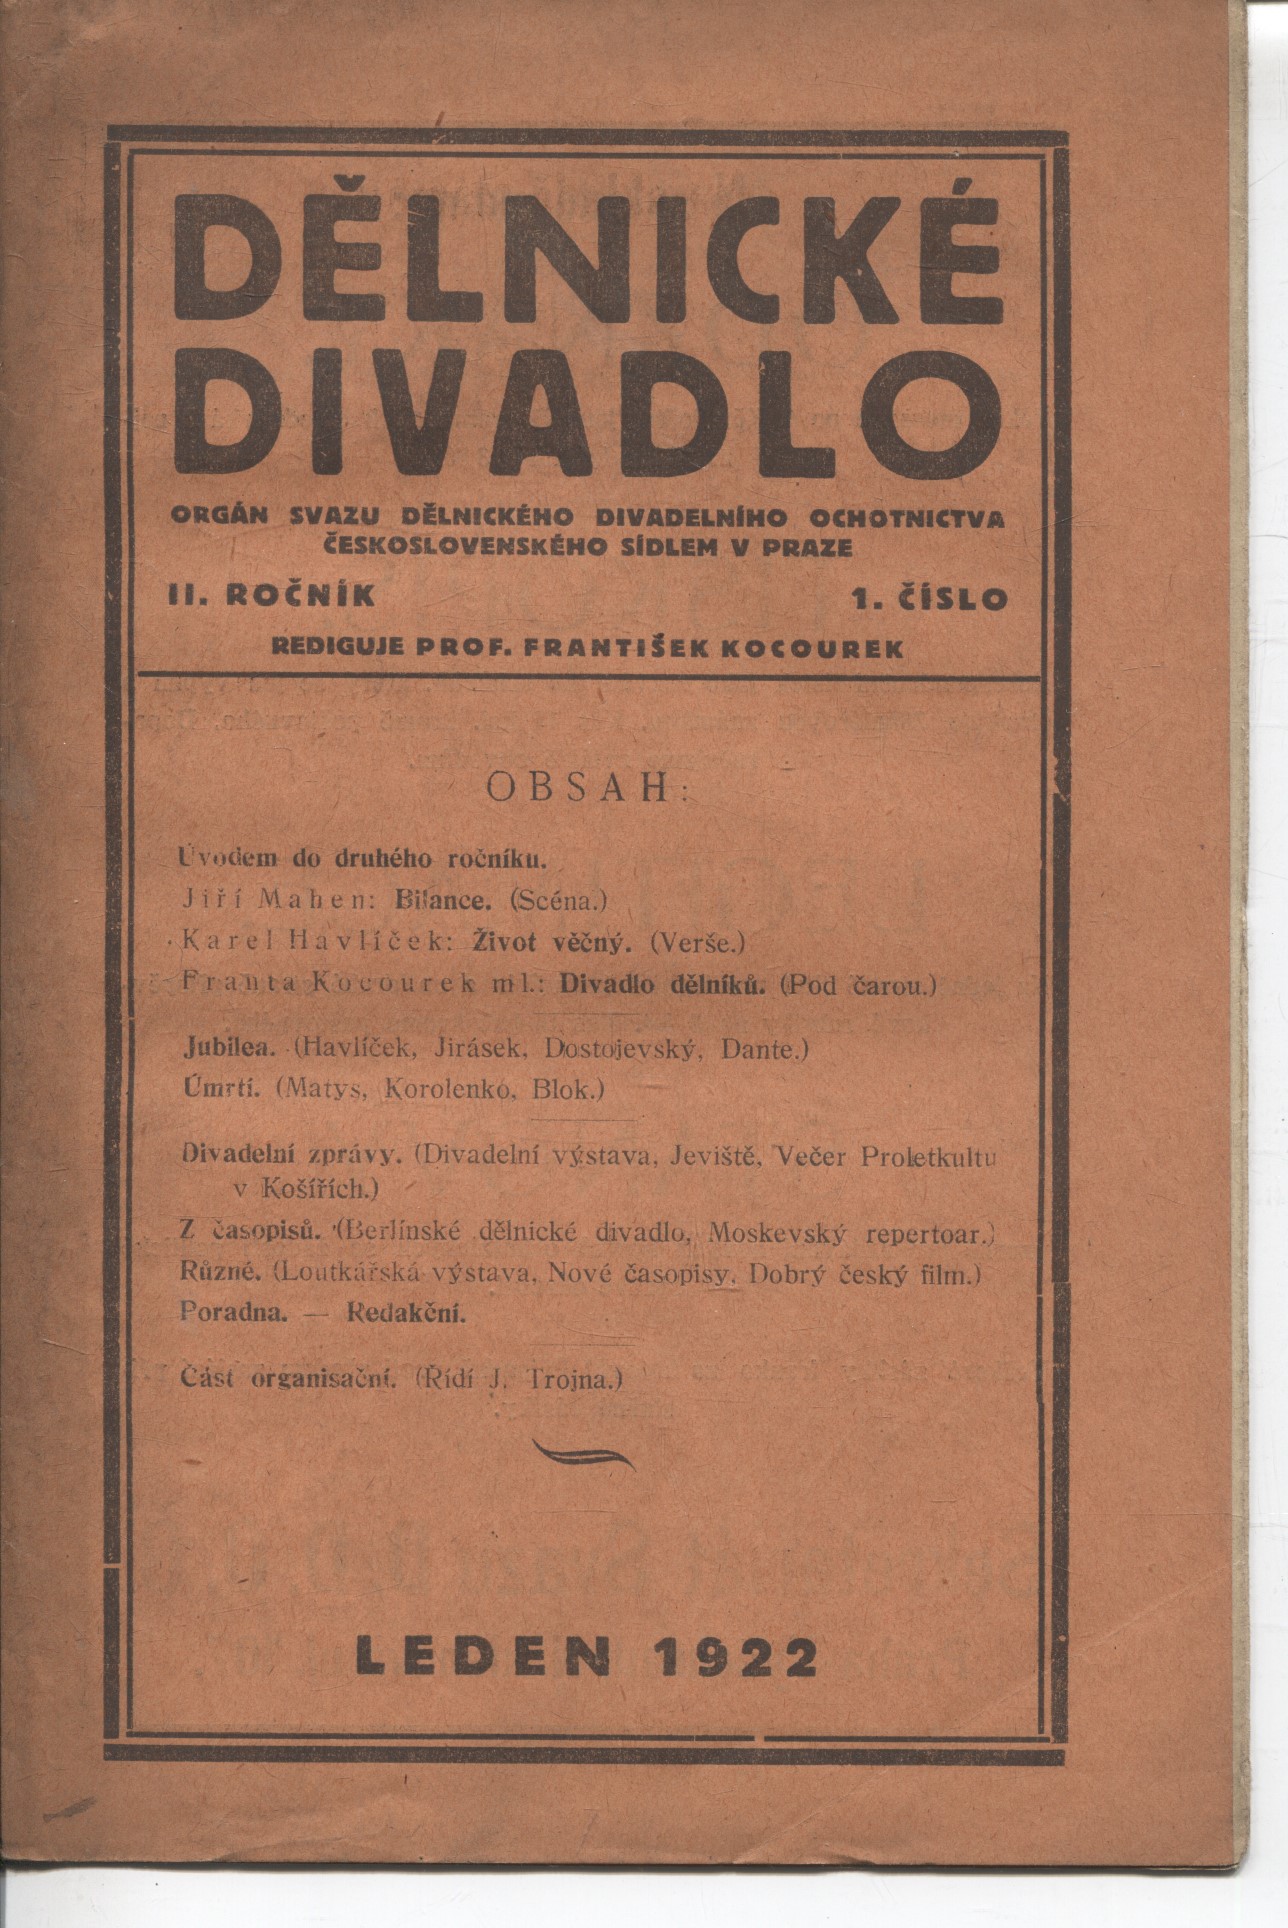 DĚLNICKÉ
DIVADLO
ORGÁN SVAZU DĚLNICKÉHO DIVADELNÍHO OCHOTNICTVA
ČESKOSLOVENSKÉHO SÍDLEM V PRAZE
II. ROČNÍK 1. ČÍSLO
REDIGUJE PROF. FRANTIŠEK KOCOUREK
OBSAH:
Úvodem do druhého ročníku.
Jiří Mahen: Bilance. (Scéna.)
Karel Havlíček: Život věčný. (Verše.)
Franta Kocourek ml.: Divadlo dělníků. (Pod čarou.)
Jubilea. (Havlíček, Jirásek, Dostojevský, Dante.)
Úmrtí. (Matys, Korolenko, Blok.)
Divadelní zprávy. (Divadelní výstava, Jeviště, Večer Proletkultu
v Košířích.)
Z časopisů. (Berlínské dělnické divadlo, Moskevský repertoar.)
Různé. (Loutkářská výstava, Nové časopisy, Dobrý český film.)
Poradna. — Redakční.
Část organisační. (Řídí J. Trojna.)
LEDEN 1922